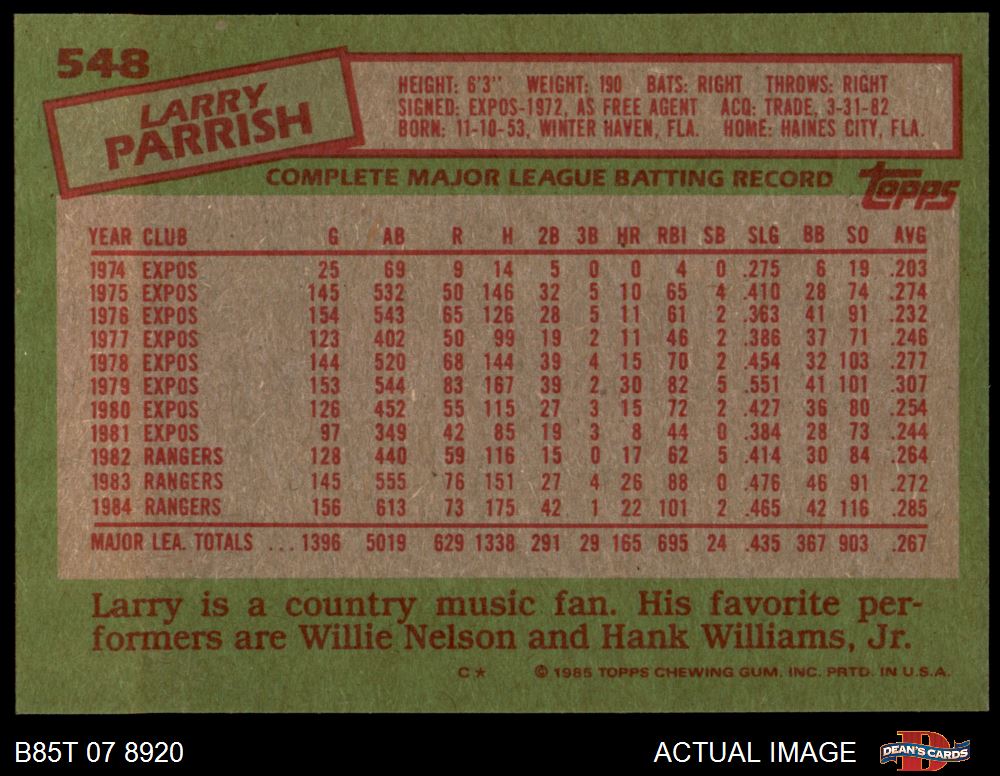 548
LARRY
PARRISH
HEIGHT: 6'3'' WEIGHT: 190 BATS: RIGHT THROWS: RIGHT
SIGNED: EXPOS-1972, AS FREE AGENT ACQ: TRADE, 3-31-82
BORN: 11-10-53, WINTER HAVEN, FLA. HOME: HAINES CITY, FLA.
COMPLETE MAJOR LEAGUE BATTING RECORD
Topps
YEAR CLUB G AB R H 2B 3B HR RBI SB SLG BB SO AVG
1974 EXPOS 25 69 9 14 5 0 0 4 0 .275 6 19 .203
1975 EXPOS 145 532 50 146 32 5 10 65 4 .410 28 74 .274
1976 EXPOS 154 543 65 126 28 5 11 61 2 .363 41 91 .232
1977 EXPOS 123 402 50 99 19 2 11 46 2 .386 37 71 .246
1978 EXPOS 144 520 68 144 39 4 15 70 2 .454 32 103 .277
1979 EXPOS 153 544 83 167 39 2 30 82 5 .551 41 101 .307
1980 EXPOS 126 452 55 115 27 3 15 72 2 .427 36 80 .254
1981 EXPOS 97 349 42 85 19 3 8 44 0 .384 28 73 .244
1982 RANGERS 128 440 59 116 15 0 17 62 5 .414 30 84 .264
1983 RANGERS 145 555 76 151 27 4 26 88 0 .476 46 91 .272
1984 RANGERS 156 613 73 175 42 1 22 101 2 .465 42 116 .285
MAJOR LEA. TOTALS ... 1396 5019 629 1338 291 29 165 695 24 .435 367 903 .267
Larry is a country music fan. His favorite per-
formers are Willie Nelson and Hank Williams, Jr.
C* © 1985 TOPPS CHEWING GUM, INC. PRTD. IN U.S.A.
B85T 07 8920
ACTUAL IMAGE
DEAN'S CARDS